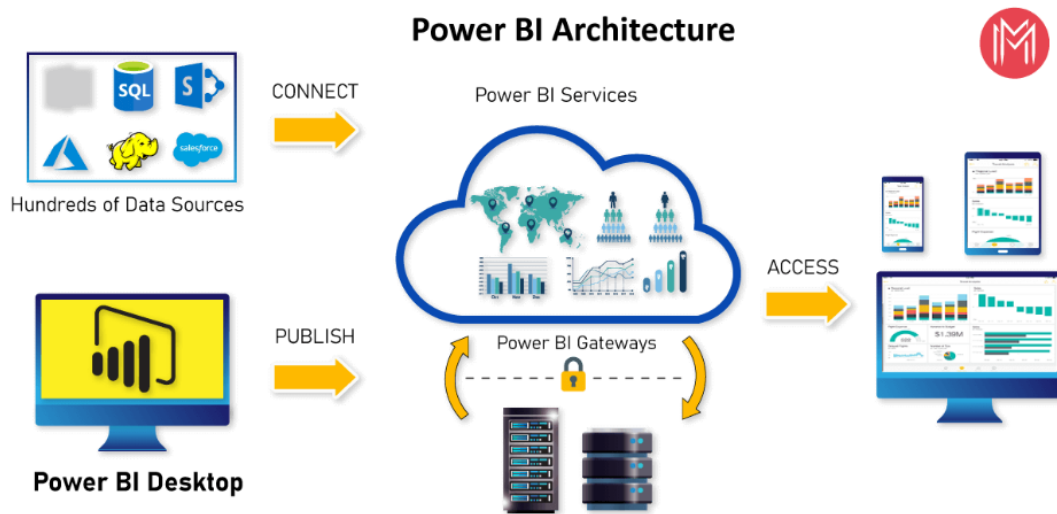 Power BI Architecture
CONNECT
Power BI Services
SQL
S
salesforce
Hundreds of Data Sources
ACCESS
PUBLISH
Power BI Gateways
Power BI Desktop